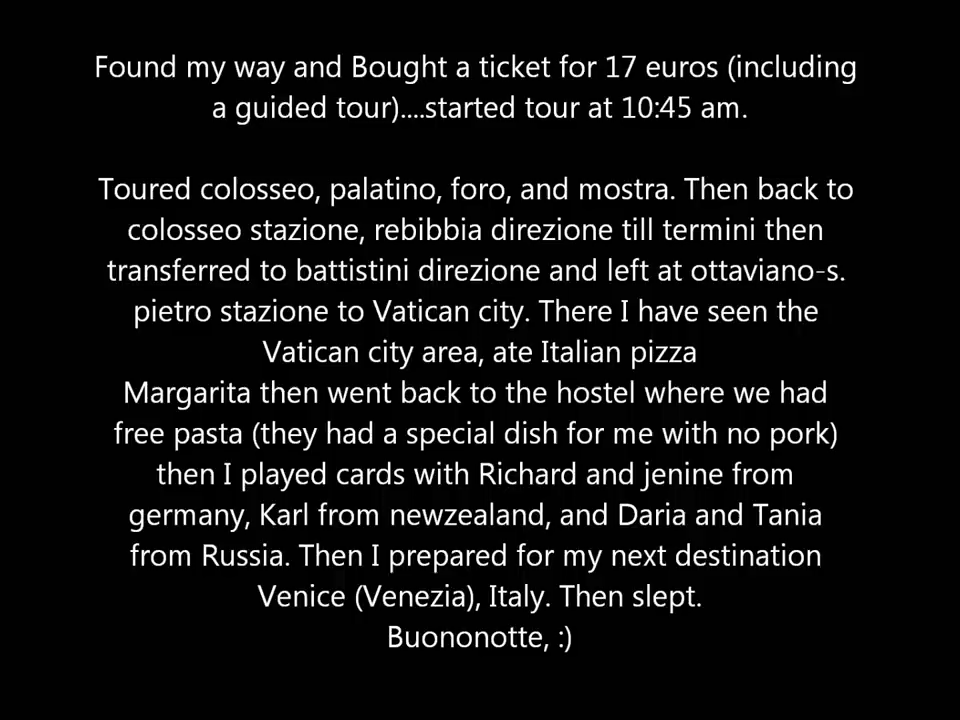 Found my way and Bought a ticket for 17 euros (including
a guided tour)....started tour at 10:45 am.
Toured colosseo, palatino, foro, and mostra. Then back to
colosseo stazione, rebibbia direzione till termini then
transferred to battistini direzione and left at ottaviano-s.
pietro stazione to Vatican city. There I have seen the
Vatican city area, ate Italian pizza
Margarita then went back to the hostel where we had
free pasta (they had a special dish for me with no pork)
then I played cards with Richard and jenine from
germany, Karl from newzealand, and Daria and Tania
from Russia. Then I prepared for my next destination
Venice (Venezia), Italy. Then slept.
Buononotte, :)